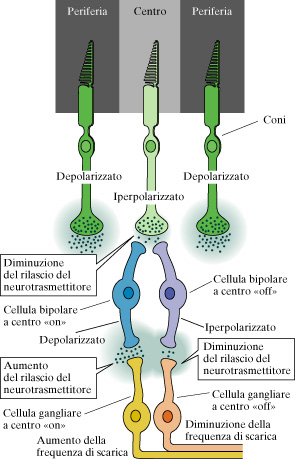 Periferia
Centro
Periferia
Coni
Depolarizzato
Depolarizzato
Iperpolarizzato
Diminuzione
del rilascio del
neurotrasmettitore
Cellula bipolare
a centro «off»
Cellula bipolare
a centro «on»
Depolarizzato
Iperpolarizzato
Aumento
del rilascio del
neurotrasmettitore
Diminuzione
del rilascio del
neurotrasmettitore
Cellula gangliare
a centro «on»
Cellula gangliare
a centro «off»
Aumento della
frequenza di scarica
Diminuzione della
frequenza di scarica